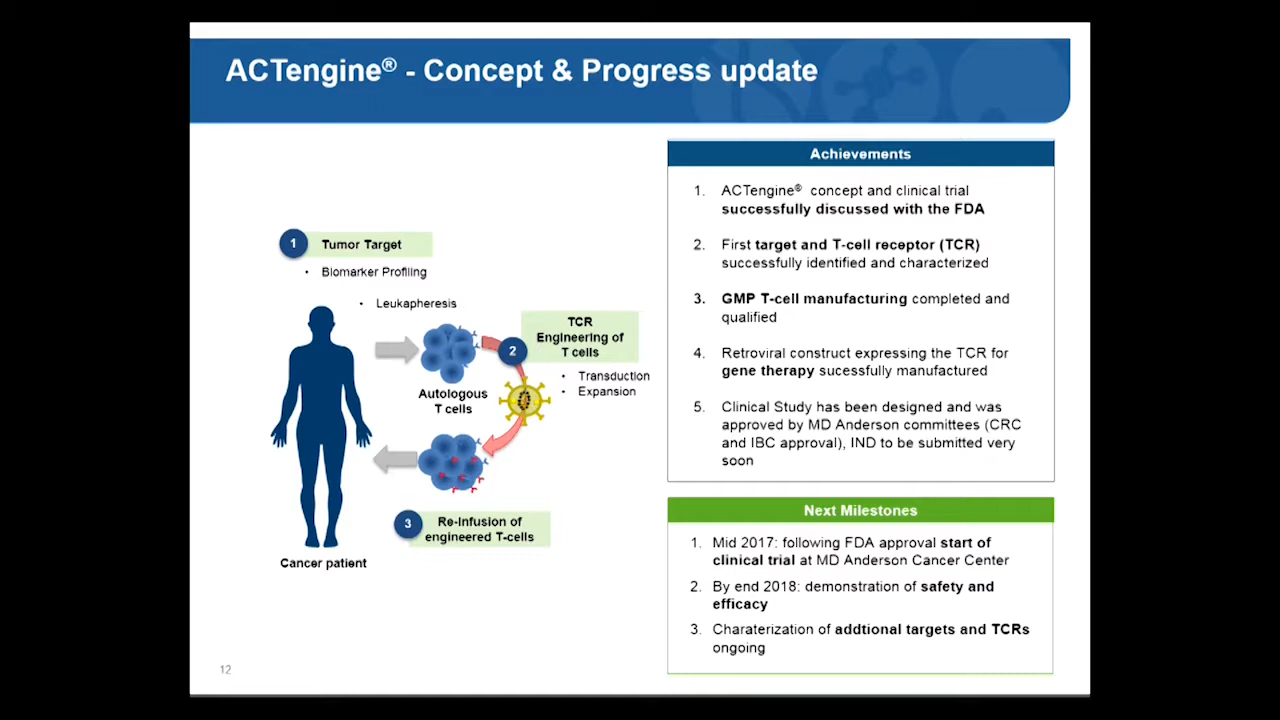 ACTengine® - Concept & Progress update
1 Tumor Target
• Biomarker Profiling
• Leukapheresis
2
TCR
Engineering of
T cells
• Transduction
• Expansion
Autologous
T cells
3 Re-Infusion of
engineered T-cells
Cancer patient
Achievements
1. ACTengine® concept and clinical trial
successfully discussed with the FDA
2. First target and T-cell receptor (TCR)
successfully identified and characterized
3. GMP T-cell manufacturing completed and
qualified
4. Retroviral construct expressing the TCR for
gene therapy sucessfully manufactured
5. Clinical Study has been designed and was
approved by MD Anderson committees (CRC
and IBC approval), IND to be submitted very
soon
Next Milestones
1. Mid 2017: following FDA approval start of
clinical trial at MD Anderson Cancer Center
2. By end 2018: demonstration of safety and
efficacy
3. Charaterization of addtional targets and TCRs
ongoing
12